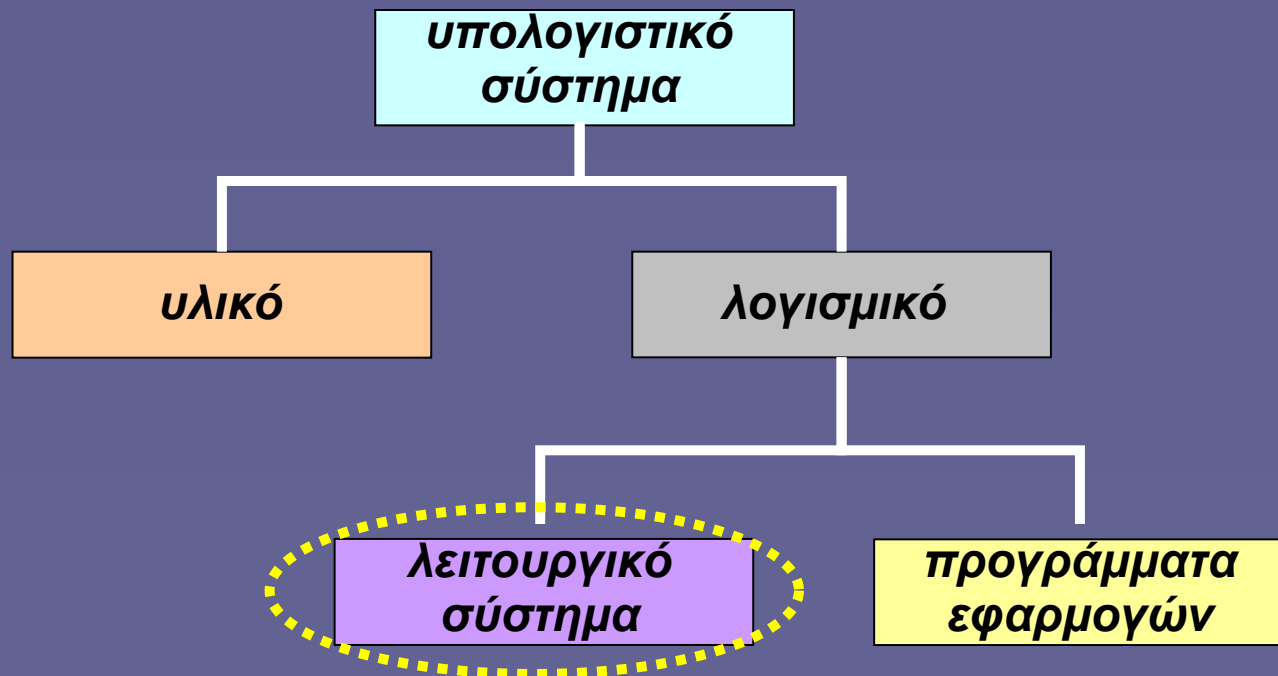 υπολογιστικό
σύστημα
υλικό
λογισμικό
λειτουργικό
σύστημα
προγράμματα
εφαρμογών